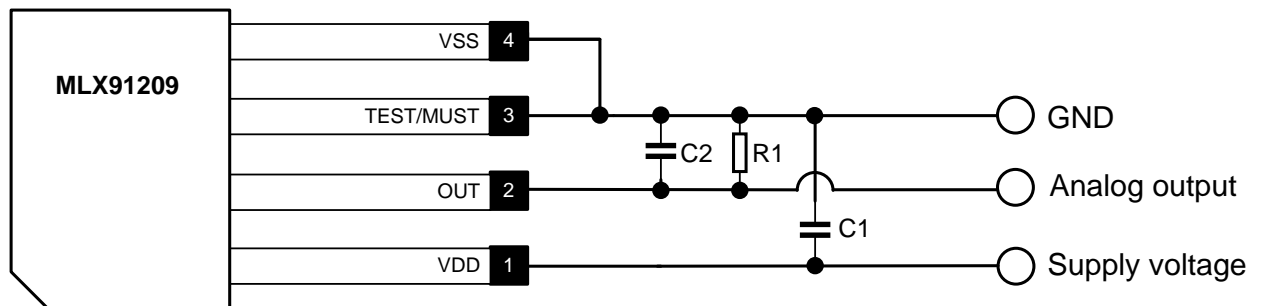 VSS 4
MLX91209
TEST/MUST 3
GND
C2 R1
OUT 2
Analog output
C1
VDD 1
Supply voltage